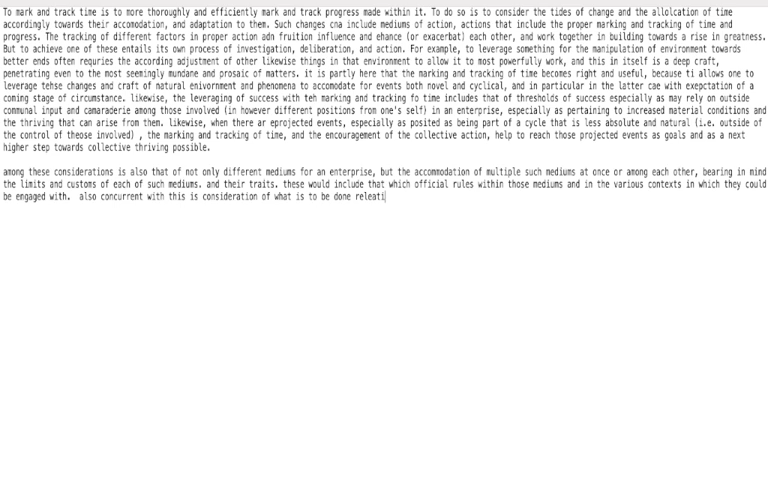 To mark and track time is to more thoroughly and efficiently mark and track progress made within it. To do so is to consider the tides of change and the allolcation of time
accordingly towards their accomodation, and adaptation to them. Such changes cna include mediums of action, actions that include the proper marking and tracking of time and
progress. The tracking of different factors in proper action adn fruition influence and ehance (or exacerbat) each other, and work together in building towards a rise in greatness.
But to achieve one of these entails its own process of investigation, deliberation, and action. For example, to leverage something for the manipulation of environment towards
better ends often requries the according adjustment of other likewise things in that environment to allow it to most powerfully work, and this in itself is a deep craft,
penetrating even to the most seemingly mundane and prosaic of matters. it is partly here that the marking and tracking of time becomes right and useful, because ti allows one to
leverage tehse changes and craft of natural enivornment and phenomena to accomodate for events both novel and cyclical, and in particular in the latter cae with exepctation of a
coming stage of circumstance. likewise, the leveraging of success with teh marking and tracking fo time includes that of thresholds of success especially as may rely on outside
communal input and camaraderie among those involved (in however different positions from one's self) in an enterprise, especially as pertaining to increased material conditions and
the thriving that can arise from them. likewise, when there ar eprojected events, especially as posited as being part of a cycle that is less absolute and natural (i.e. outside of
the control of theose involved) , the marking and tracking of time, and the encouragement of the collective action, help to reach those projected events as goals and as a next
higher step towards collective thriving possible.
among these considerations is also that of not only different mediums for an enterprise, but the accommodation of multiple such mediums at once or among each other, bearing in mind
the limits and customs of each of such mediums. and their traits. these would include that which official rules within those mediums and in the various contexts in which they could
be engaged with.  also concurrent with this is consideration of what is to be done releati